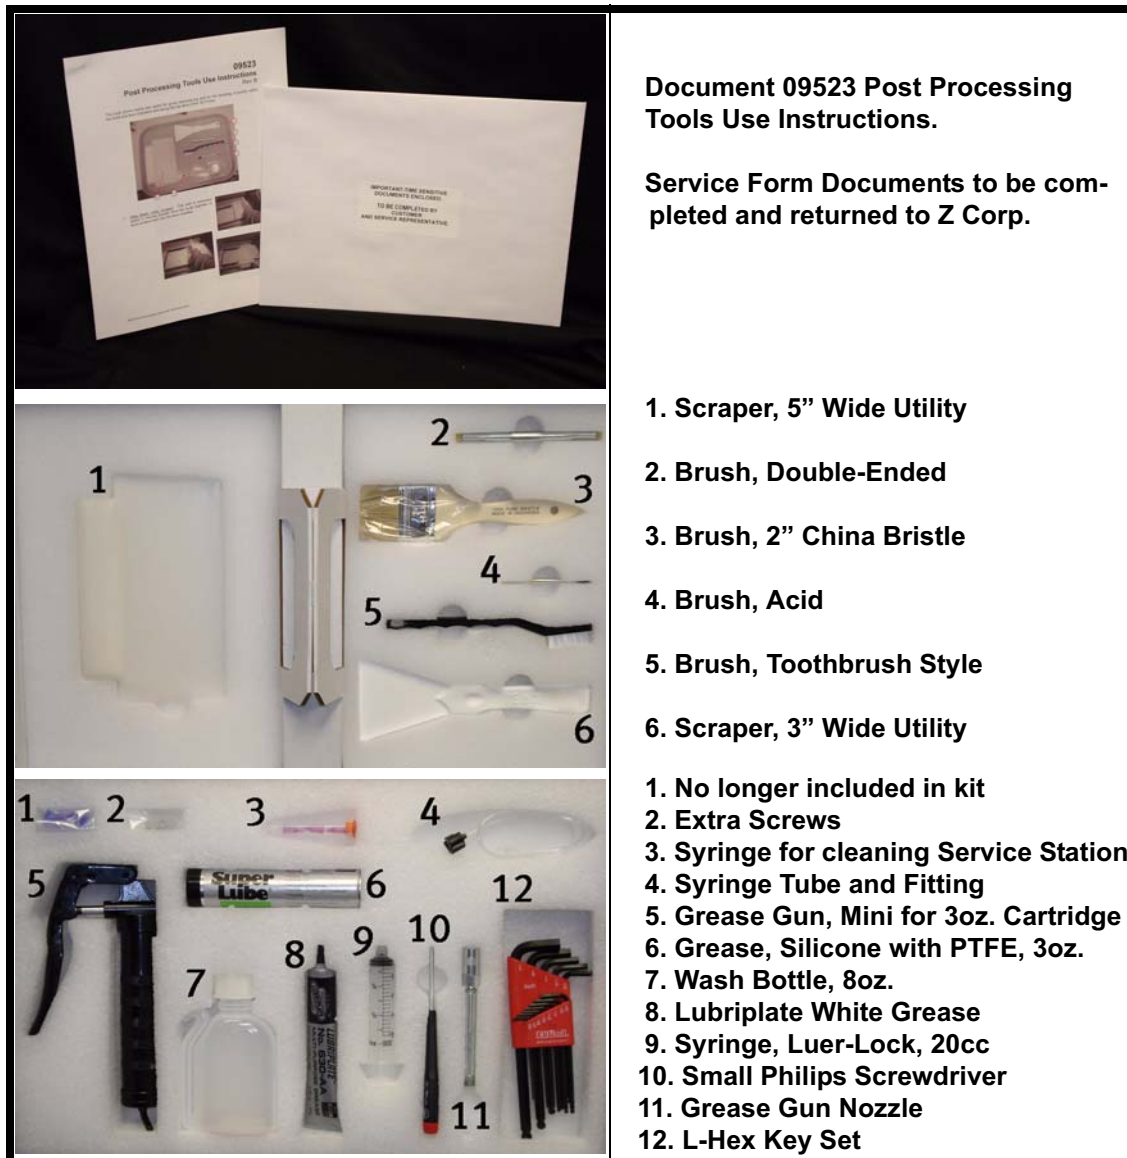 09523
Post Processing Tools Use Instructions
Rev B
IMPORTANT-TIME SENSITIVE
DOCUMENTS ENCLOSED.
TO BE COMPLETED BY
CUSTOMER
AND SERVICE REPRESENTATIVE
Document 09523 Post Processing
Tools Use Instructions.
Service Form Documents to be com-
pleted and returned to Z Corp.
1
2
3
4
5
6
1. Scraper, 5” Wide Utility
2. Brush, Double-Ended
3. Brush, 2” China Bristle
4. Brush, Acid
5. Brush, Toothbrush Style
6. Scraper, 3” Wide Utility
1
2
3
4
5
6
7
8
9
10
11
12
Super
Lube
LUBRIPLATE
No. 630-AA
1. No longer included in kit
2. Extra Screws
3. Syringe for cleaning Service Station
4. Syringe Tube and Fitting
5. Grease Gun, Mini for 3oz. Cartridge
6. Grease, Silicone with PTFE, 3oz.
7. Wash Bottle, 8oz.
8. Lubriplate White Grease
9. Syringe, Luer-Lock, 20cc
10. Small Philips Screwdriver
11. Grease Gun Nozzle
12. L-Hex Key Set